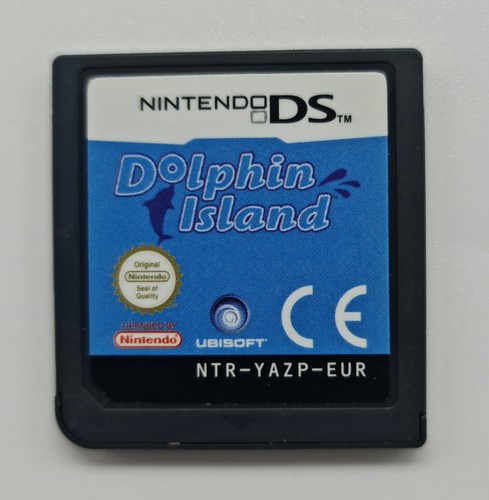 NINTENDO DS TM
Dolphin
Island
Original
Nintendo
Seal of
Quality
LICENSED BY
Nintendo
UBISOFT
CE
NTR-YAZP-EUR